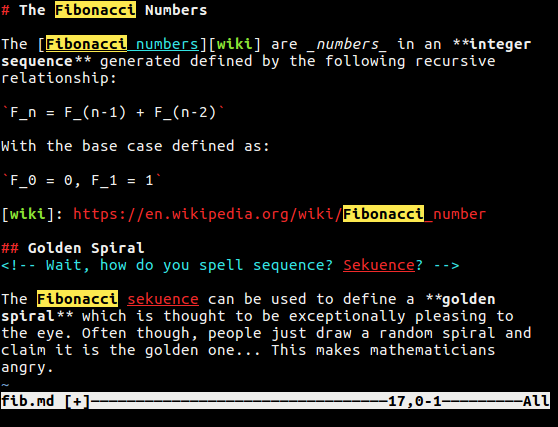 # The Fibonacci Numbers
The [Fibonacci numbers][wiki] are _numbers_ in an **integer
sequence** generated defined by the following recursive
relationship:
`F_n = F_(n-1) + F_(n-2)`
With the base case defined as:
`F_0 = 0, F_1 = 1`
[wiki]: https://en.wikipedia.org/wiki/Fibonacci_number
## Golden Spiral
<!-- Wait, how do you spell sequence? Sekuence? -->
The Fibonacci sekuence can be used to define a **golden
spiral** which is thought to be exceptionally pleasing to
the eye. Often though, people just draw a random spiral and
claim it is the golden one... This makes mathematicians
angry.
~
fib.md [+] 17,0-1 All